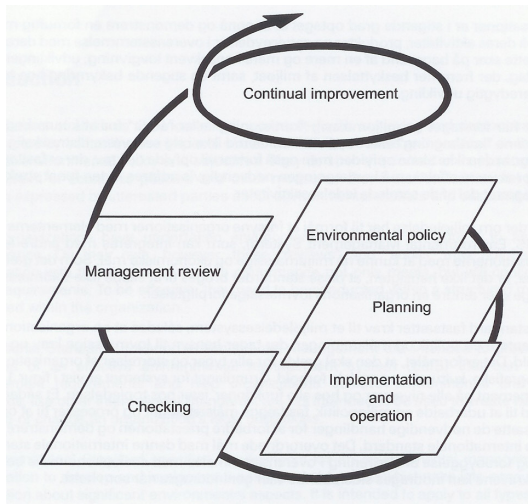 Continual improvement
Environmental policy
Planning
Implementation
and
operation
Checking
Management review